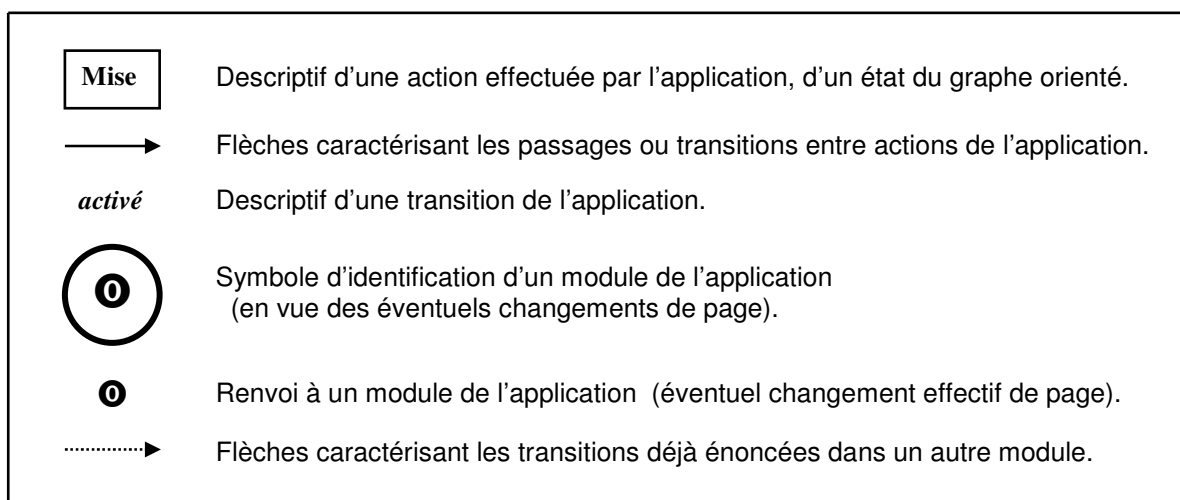 Mise Descriptif d'une action effectuée par l'application, d'un état du graphe orienté.
Flèches caractérisant les passages ou transitions entre actions de l'application.
activé Descriptif d'une transition de l'application.
0 Symbole d'identification d'un module de l'application
(en vue des éventuels changements de page).
0 Renvoi à un module de l'application (éventuel changement effectif de page).
Flèches caractérisant les transitions déjà énoncées dans un autre module.